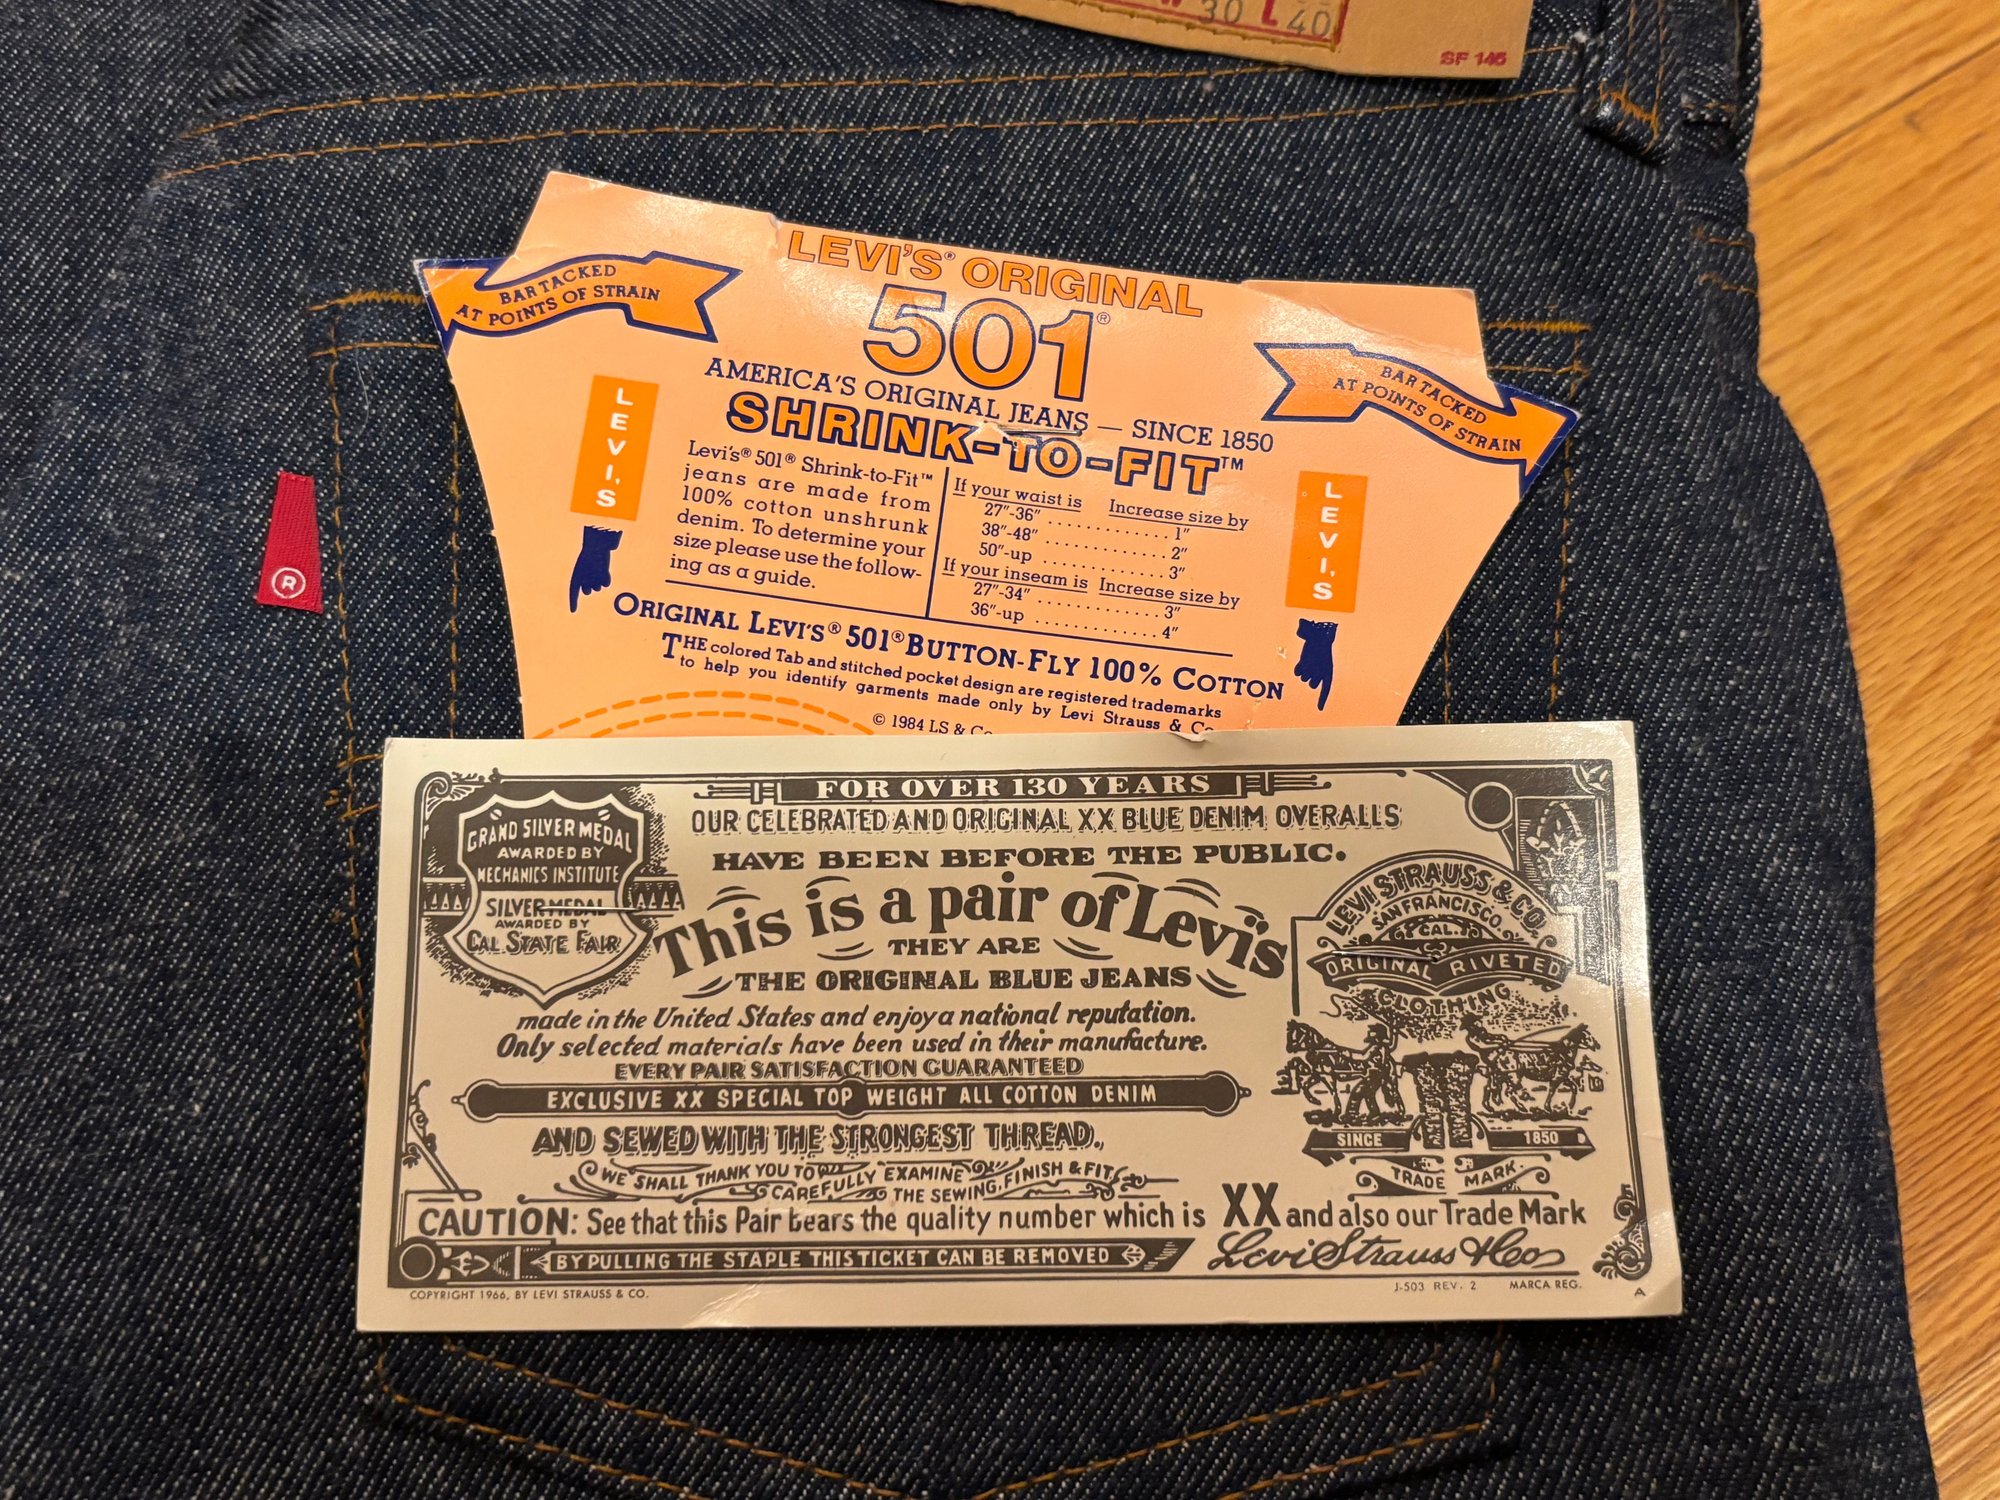 W 30 L 40
SF 145
LEVI'S® ORIGINAL
501®
AMERICA'S ORIGINAL JEANS — SINCE 1850
SHRINK-TO-FIT™
BAR TACKED
AT POINTS OF STRAIN
BAR TACKED
AT POINTS OF STRAIN
LEVI'S
LEVI'S
Levi's® 501® Shrink-to-Fit™
jeans are made from
100% cotton unshrunk
denim. To determine your
size please use the follow-
ing as a guide.
If your waist is Increase size by
27"-36" . . . . . . . . . . . 1"
38"-48" . . . . . . . . . . . 2"
50"-up . . . . . . . . . . . 3"
If your inseam is Increase size by
27"-34" . . . . . . . . . . . 3"
36"-up . . . . . . . . . . . 4"
ORIGINAL LEVI'S® 501® BUTTON-FLY 100% COTTON
THE colored Tab and stitched pocket design are registered trademarks
to help you identify garments made only by Levi Strauss & Co.
© 1984 LS & Co
®
FOR OVER 130 YEARS
OUR CELEBRATED AND ORIGINAL XX BLUE DENIM OVERALLS
HAVE BEEN BEFORE THE PUBLIC.
This is a pair of Levi's
THEY ARE
THE ORIGINAL BLUE JEANS
made in the United States and enjoy a national reputation.
Only selected materials have been used in their manufacture.
EVERY PAIR SATISFACTION GUARANTEED
EXCLUSIVE XX SPECIAL TOP WEIGHT ALL COTTON DENIM
AND SEWED WITH THE STRONGEST THREAD.
WE SHALL THANK YOU TO CAREFULLY EXAMINE THE SEWING, FINISH & FIT
GRAND SILVER MEDAL
AWARDED BY
MECHANICS INSTITUTE
SILVER MEDAL
AWARDED BY
CAL. STATE FAIR
LEVI STRAUSS & CO.
SAN FRANCISCO.
CAL.
ORIGINAL RIVETED
CLOTHING
SINCE 1850
TRADE MARK.
CAUTION: See that this Pair bears the quality number which is XX and also our Trade Mark
BY PULLING THE STAPLE THIS TICKET CAN BE REMOVED
Levi Strauss & Co
COPYRIGHT 1966, BY LEVI STRAUSS & CO.
J-503 REV. 2 MARCA REG.
A